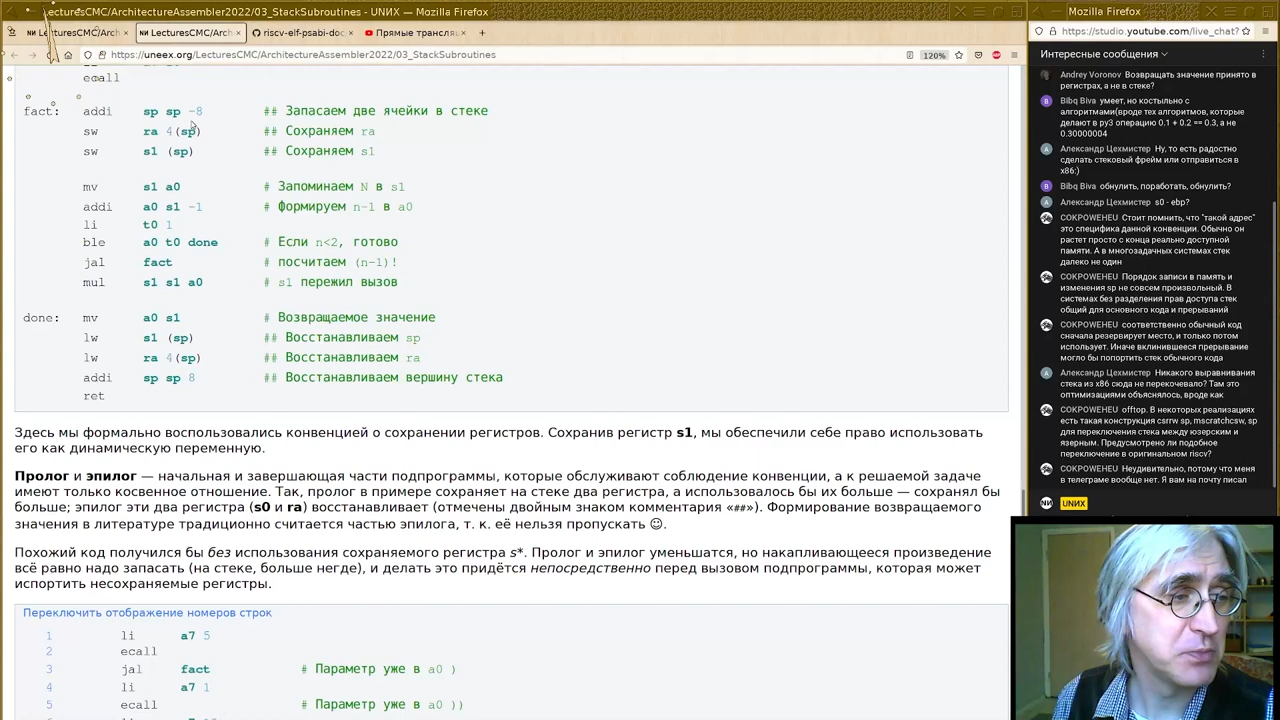 LecturesCMC/ArchitectureAssembler2022/03_StackSubroutines - UNИX — Mozilla Firefox
LecturesCMC/Arch
LecturesCMC/Arch
riscv-elf-psabi-doc
Прямые трансля
https://uneex.org/LecturesCMC/ArchitectureAssembler2022/03_StackSubroutines
120%
ecall
fact: addi sp sp -8 ## Запасаем две ячейки в стеке
sw ra 4(sp) ## Сохраняем ra
sw s1 (sp) ## Сохраняем s1
mv s1 a0 # Запоминаем N в s1
addi a0 s1 -1 # Формируем n-1 в a0
li t0 1
ble a0 t0 done # Если n<2, готово
jal fact # посчитаем (n-1)!
mul s1 s1 a0 # s1 пережил вызов
done: mv a0 s1 # Возвращаемое значение
lw s1 (sp) ## Восстанавливаем sp
lw ra 4(sp) ## Восстанавливаем ra
addi sp sp 8 ## Восстанавливаем вершину стека
ret
Здесь мы формально воспользовались конвенцией о сохранении регистров. Сохранив регистр s1, мы обеспечили себе право использовать
его как динамическую переменную.
Пролог и эпилог — начальная и завершающая части подпрограммы, которые обслуживают соблюдение конвенции, а к решаемой задаче
имеют только косвенное отношение. Так, пролог в примере сохраняет на стеке два регистра, а использовалось бы их больше — сохранял бы
больше; эпилог эти два регистра (s0 и ra) восстанавливает (отмечены двойным знаком комментария «##»). Формирование возвращаемого
значения в литературе традиционно считается частью эпилога, т. к. её нельзя пропускать ☺.
Похожий код получился бы без использования сохраняемого регистра s*. Пролог и эпилог уменьшатся, но накапливающееся произведение
всё равно надо запасать (на стеке, больше негде), и делать это придётся непосредственно перед вызовом подпрограммы, которая может
испортить несохраняемые регистры.
Переключить отображение номеров строк
1 li a7 5
2 ecall
3 jal fact # Параметр уже в a0 )
4 li a7 1
5 ecall # Параметр уже в a0 ))
Mozilla Firefox
https://studio.youtube.com/live_chat?
Интересные сообщения
Andrey Voronov Возвращать значение принято в
регистрах, а не в стеке?
Bibq Biva умеет, но костыльно с
алгоритмами(вроде тех алгоритмов, которые
делают в py3 операцию 0.1 + 0.2 == 0.3, а не
0.30000004
Александр Цехмистер Ну, то есть радостно
сделать стековый фрейм или отправиться в
x86:)
Bibq Biva обнулить, поработать, обнулить?
Александр Цехмистер s0 - ebp?
COKPOWEHEU Стоит помнить, что "такой адрес"
это специфика данной конвенции. Обычно он
растет просто с конца реально доступной
памяти. А в многозадачных системах стек
далеко не один
COKPOWEHEU Порядок записи в память и
изменения sp не совсем произвольный. В
системах без разделения прав доступа стек
общий для основного кода и прерываний
COKPOWEHEU соответственно обычный код
сначала резервирует место, и только потом
использует. Иначе вклинившееся прерывание
могло бы попортить стек обычного кода
Александр Цехмистер Никакого выравнивания
стека из x86 сюда не перекочевало? Там это
оптимизациями объяснялось, вроде как
COKPOWEHEU offtop. В некоторых реализациях
есть такая конструкция csrrw sp, mscratchcsw, sp
для переключения стека между юзерским и
ядерным. Предусмотрено ли подобное
переключение в оригинальном riscv?
COKPOWEHEU Неудивительно, потому что меня
в телеграме вообще нет. Я вам на почту писал
UNИX